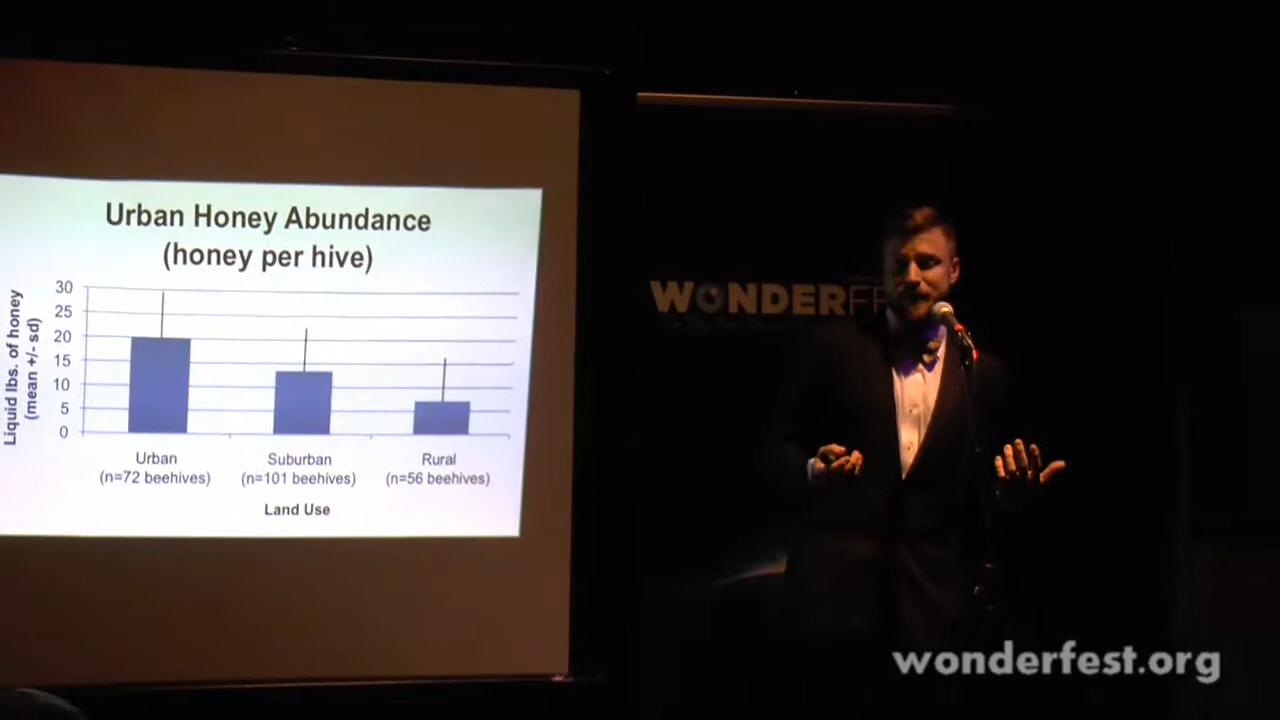 Urban Honey Abundance
(honey per hive)
Liquid lbs. of honey
(mean +/- sd)
30
25
20
15
10
5
0
Urban
(n=72 beehives)
Suburban
(n=101 beehives)
Rural
(n=56 beehives)
Land Use
WONDERF
wonderfest.org